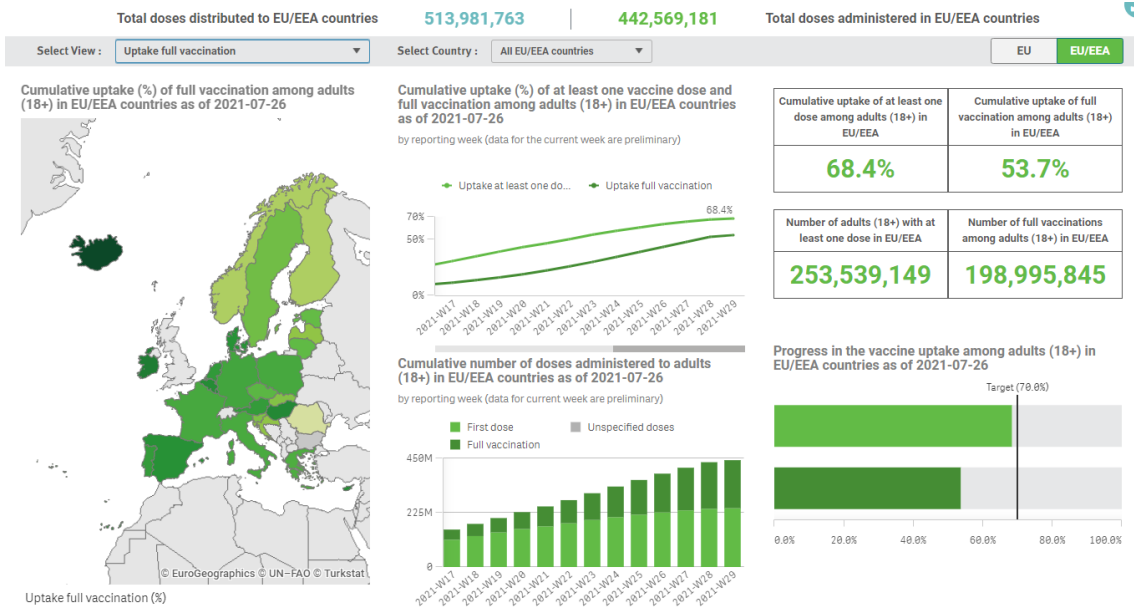 Total doses distributed to EU/EEA countries
513,981,763
442,569,181
Total doses administered in EU/EEA countries
Select View :
Uptake full vaccination
Select Country :
All EU/EEA countries
EU
EU/EEA
Cumulative uptake (%) of full vaccination among adults
(18+) in EU/EEA countries as of 2021-07-26
© EuroGeographics © UN-FAO © Turkstat
Uptake full vaccination (%)
Cumulative uptake (%) of at least one vaccine dose and
full vaccination among adults (18+) in EU/EEA countries
as of 2021-07-26
by reporting week (data for the current week are preliminary)
Uptake at least one do...
Uptake full vaccination
68.4%
70%
50%
0%
2021-W17
2021-W18
2021-W19
2021-W20
2021-W21
2021-W22
2021-W23
2021-W24
2021-W25
2021-W26
2021-W27
2021-W28
2021-W29
Cumulative number of doses administered to adults
(18+) in EU/EEA countries as of 2021-07-26
by reporting week (data for current week are preliminary)
First dose
Unspecified doses
Full vaccination
450M
225M
0
2021-W17
2021-W18
2021-W19
2021-W20
2021-W21
2021-W22
2021-W23
2021-W24
2021-W25
2021-W26
2021-W27
2021-W28
2021-W29
Cumulative uptake of at least one
dose among adults (18+) in
EU/EEA
68.4%
Cumulative uptake of full
vaccination among adults (18+)
in EU/EEA
53.7%
Number of adults (18+) with at
least one dose in EU/EEA
253,539,149
Number of full vaccinations
among adults (18+) in EU/EEA
198,995,845
Progress in the vaccine uptake among adults (18+) in
EU/EEA countries as of 2021-07-26
Target (70.0%)
0.0%
20.0%
40.0%
60.0%
80.0%
100.0%